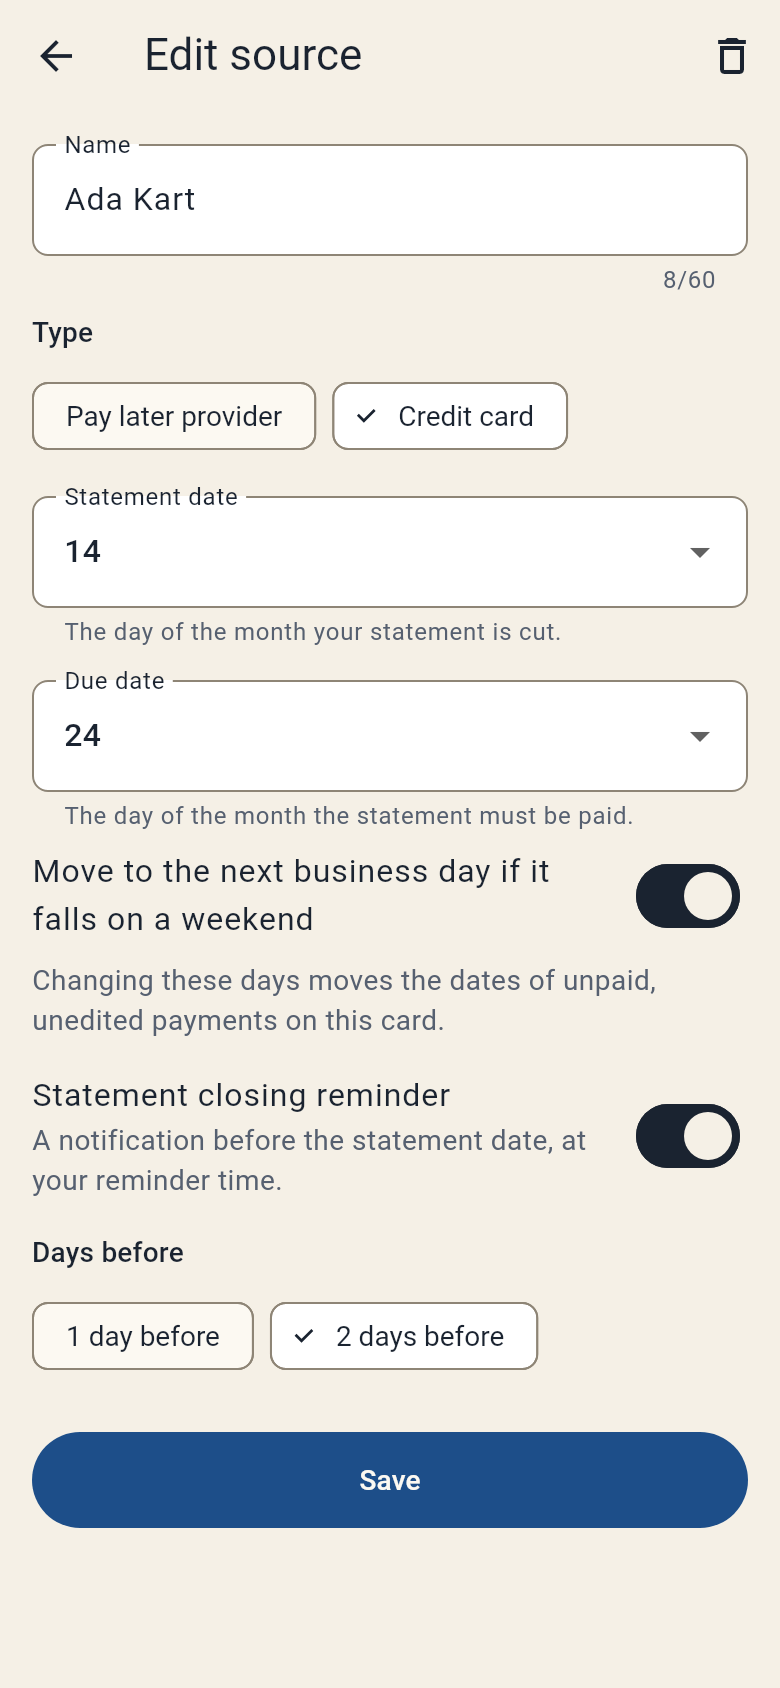 Edit source
Name
Ada Kart
8/60
Type
Pay later provider
Credit card
Statement date
14
The day of the month your statement is cut.
Due date
24
The day of the month the statement must be paid.
Move to the next business day if it
falls on a weekend
Changing these days moves the dates of unpaid,
unedited payments on this card.
Statement closing reminder
A notification before the statement date, at
your reminder time.
Days before
1 day before
2 days before
Save